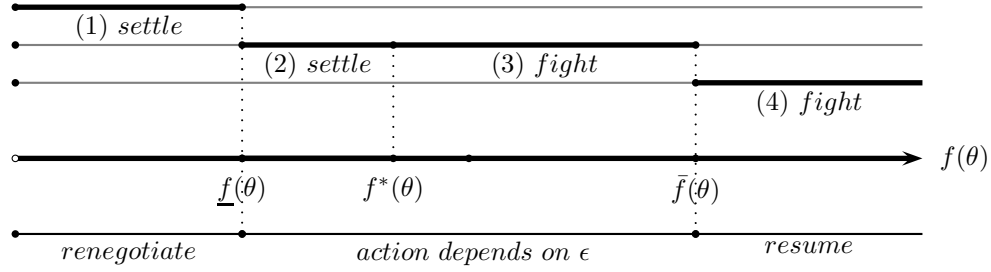 (1) settle
(2) settle (3) fight
(4) fight
f(θ)
f̲(θ) f*(θ) f̄(θ)
renegotiate action depends on ϵ resume